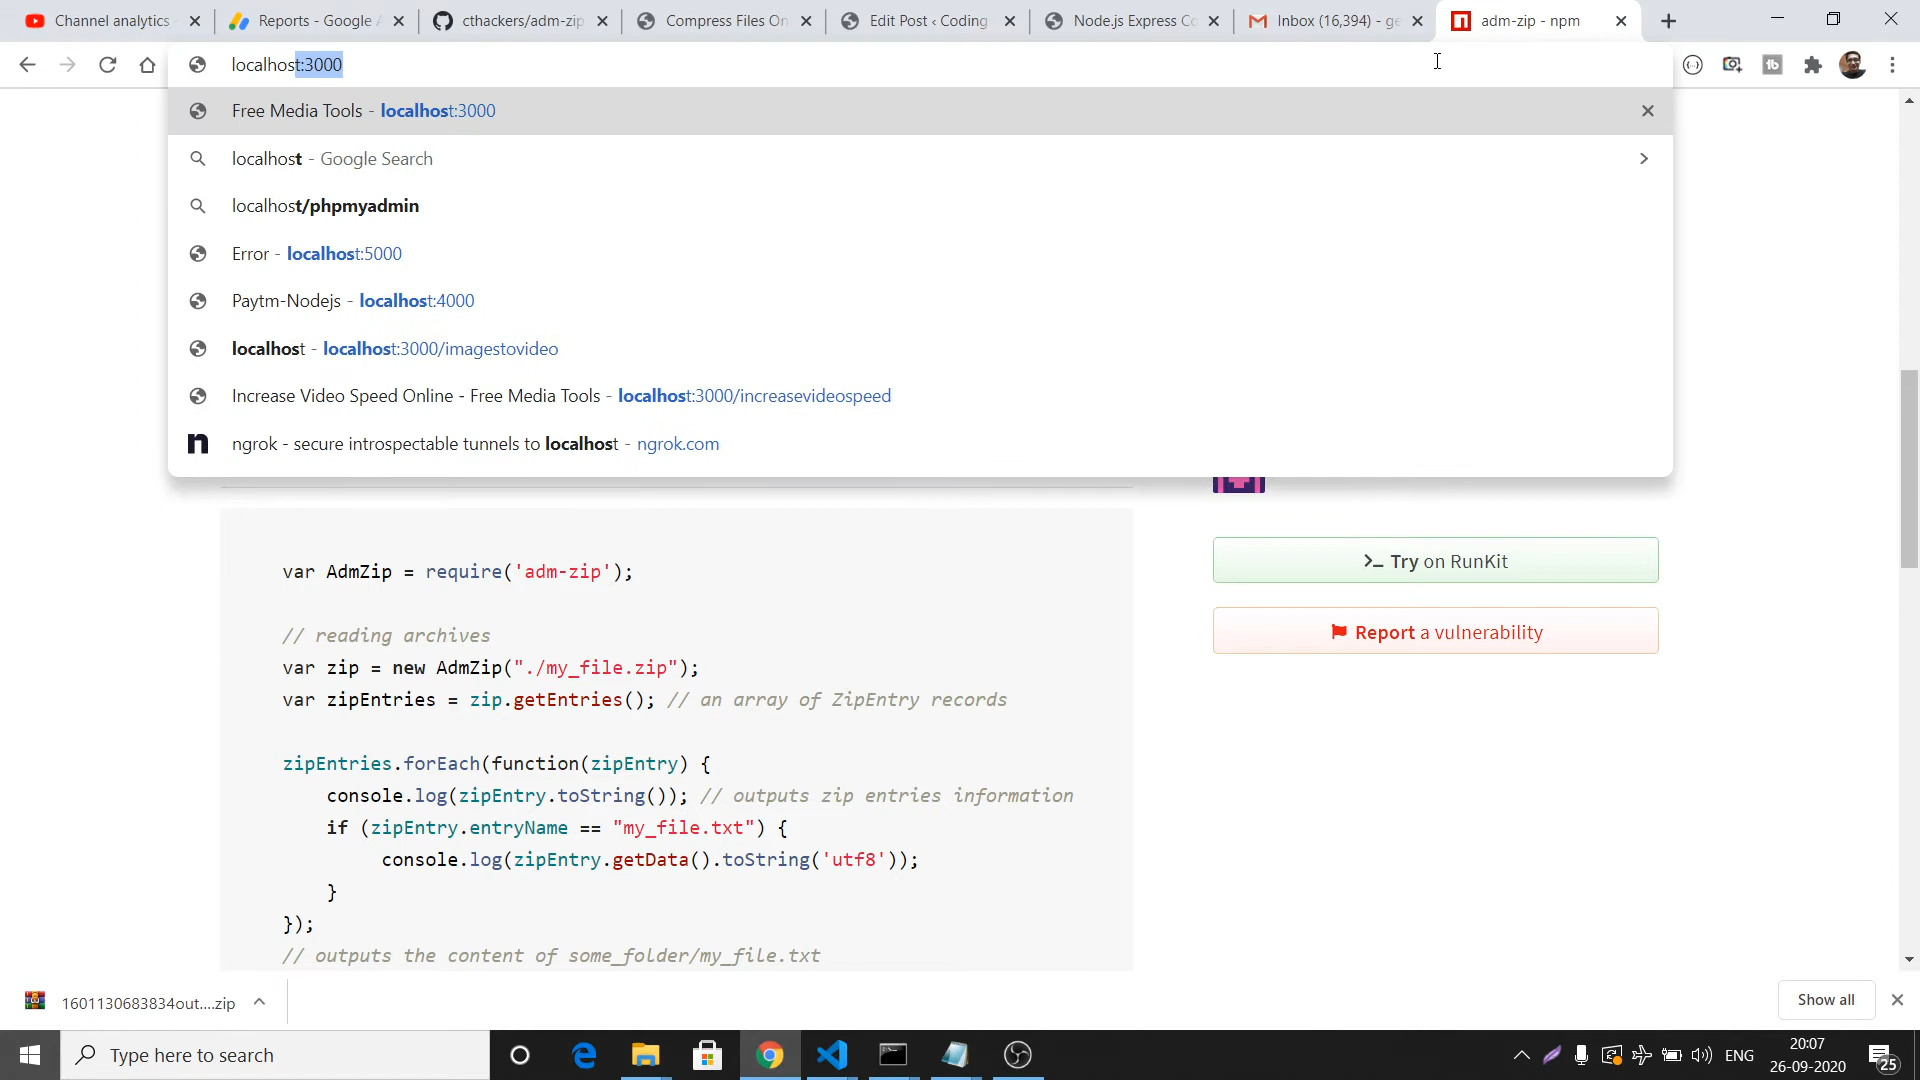 Channel analytics
Reports - Google A
cthackers/adm-zip
Compress Files On
Edit Post ‹ Coding
Node.js Express Co
Inbox (16,394) - ge
adm-zip - npm
localhost:3000
Free Media Tools - localhost:3000
localhost - Google Search
localhost/phpmyadmin
Error - localhost:5000
Paytm-Nodejs - localhost:4000
localhost - localhost:3000/imagestovideo
Increase Video Speed Online - Free Media Tools - localhost:3000/increasevideospeed
ngrok - secure introspectable tunnels to localhost - ngrok.com
var AdmZip = require('adm-zip');
// reading archives
var zip = new AdmZip("./my_file.zip");
var zipEntries = zip.getEntries(); // an array of ZipEntry records
zipEntries.forEach(function(zipEntry) {
console.log(zipEntry.toString()); // outputs zip entries information
if (zipEntry.entryName == "my_file.txt") {
console.log(zipEntry.getData().toString('utf8'));
}
});
// outputs the content of some_folder/my_file.txt
>_ Try on RunKit
Report a vulnerability
1601130683834out....zip
Show all
Type here to search
ENG
20:07
26-09-2020
25